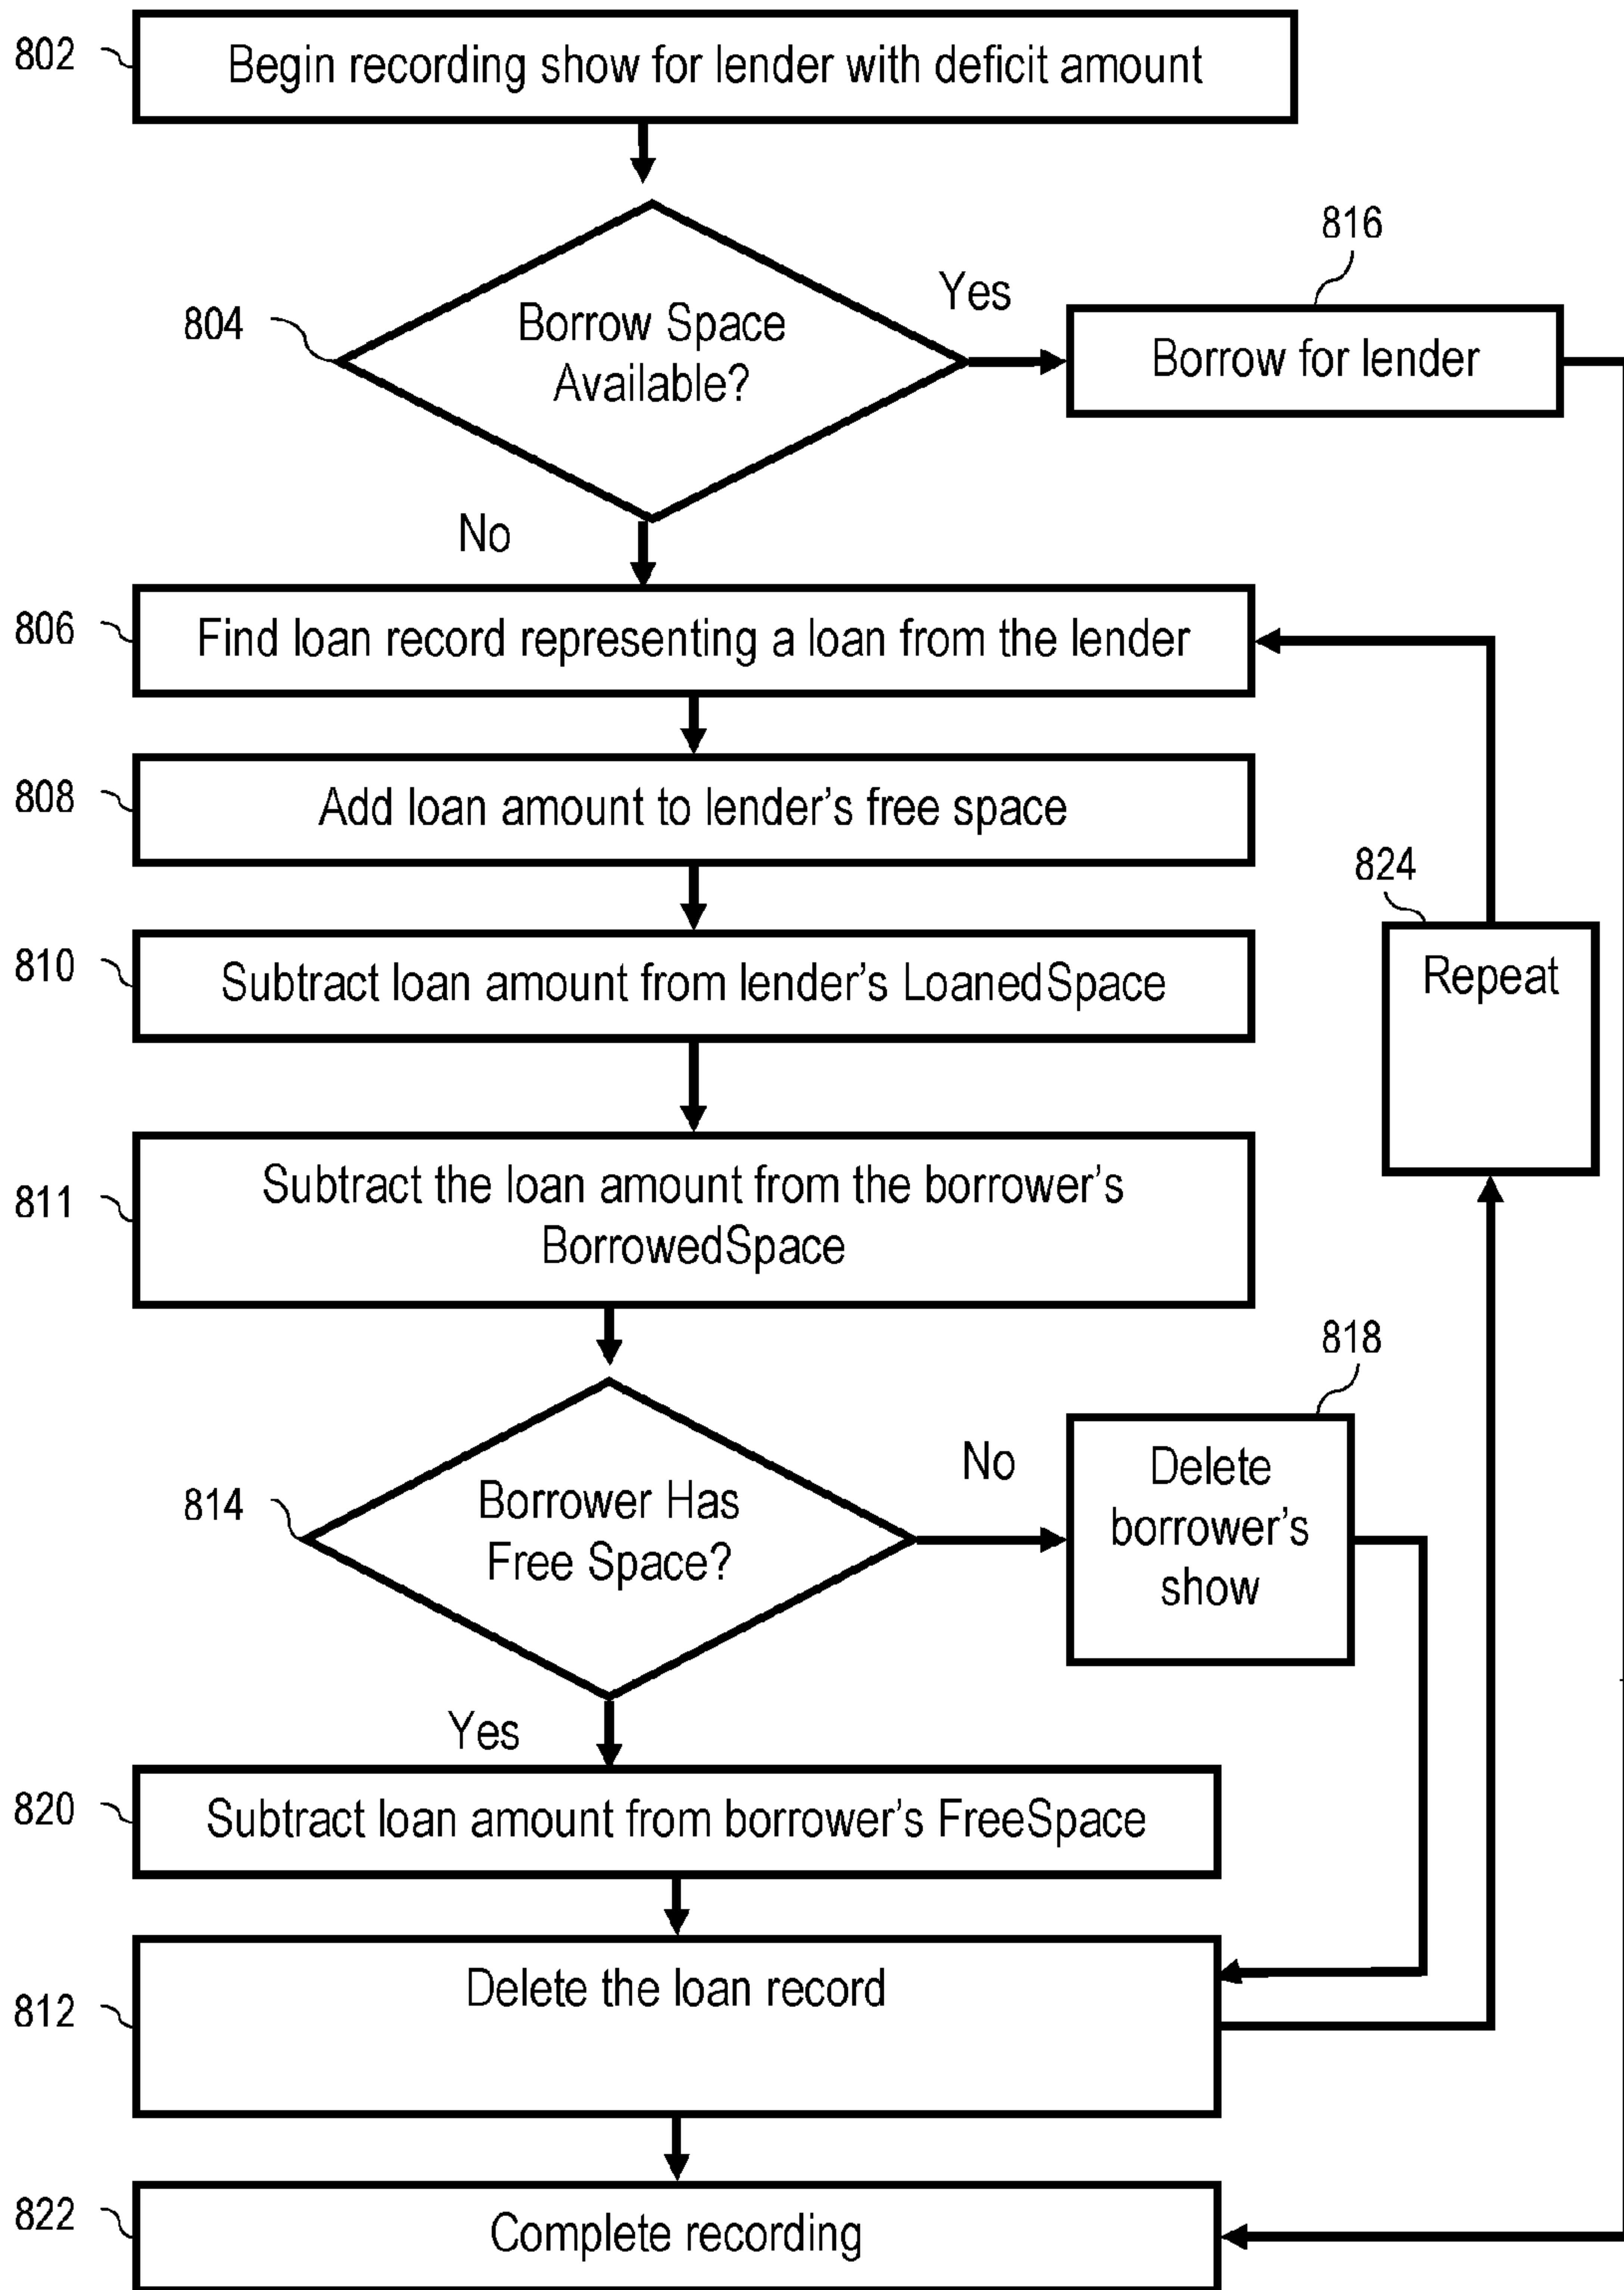 802
Begin recording show for lender with deficit amount
816
804
Borrow Space
Available?
Yes
Borrow for lender
No
806
Find loan record representing a loan from the lender
808
Add loan amount to lender's free space
824
Repeat
810
Subtract loan amount from lender's LoanedSpace
811
Subtract the loan amount from the borrower's
BorrowedSpace
818
814
Borrower Has
Free Space?
No
Delete
borrower's
show
Yes
820
Subtract loan amount from borrower's FreeSpace
812
Delete the loan record
822
Complete recording